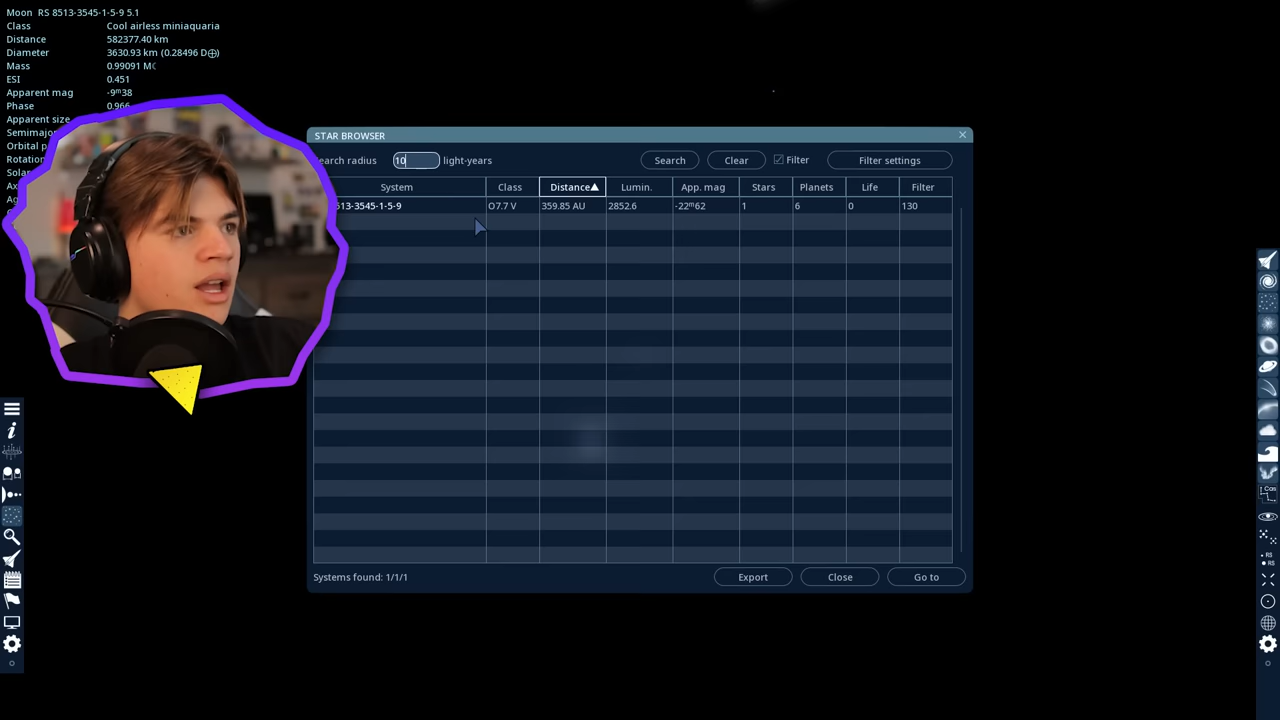 Moon RS 8513-3545-1-5-9 5.1
Class Cool airless miniaquaria
Distance 582377.40 km
Diameter 3630.93 km (0.28496 D⊕)
Mass 0.99091 M☾
ESI 0.451
Apparent mag -9ᵐ38
Phase 0.966
Apparent size
Semimajo
Orbital p
Rotation
Solar
STAR BROWSER
earch radius 10 light-years Search Clear Filter Filter settings
System Class Distance▲ Lumin. App. mag Stars Planets Life Filter
513-3545-1-5-9 O7.7 V 359.85 AU 2852.6 -22ᵐ62 1 6 0 130
Systems found: 1/1/1 Export Close Go to